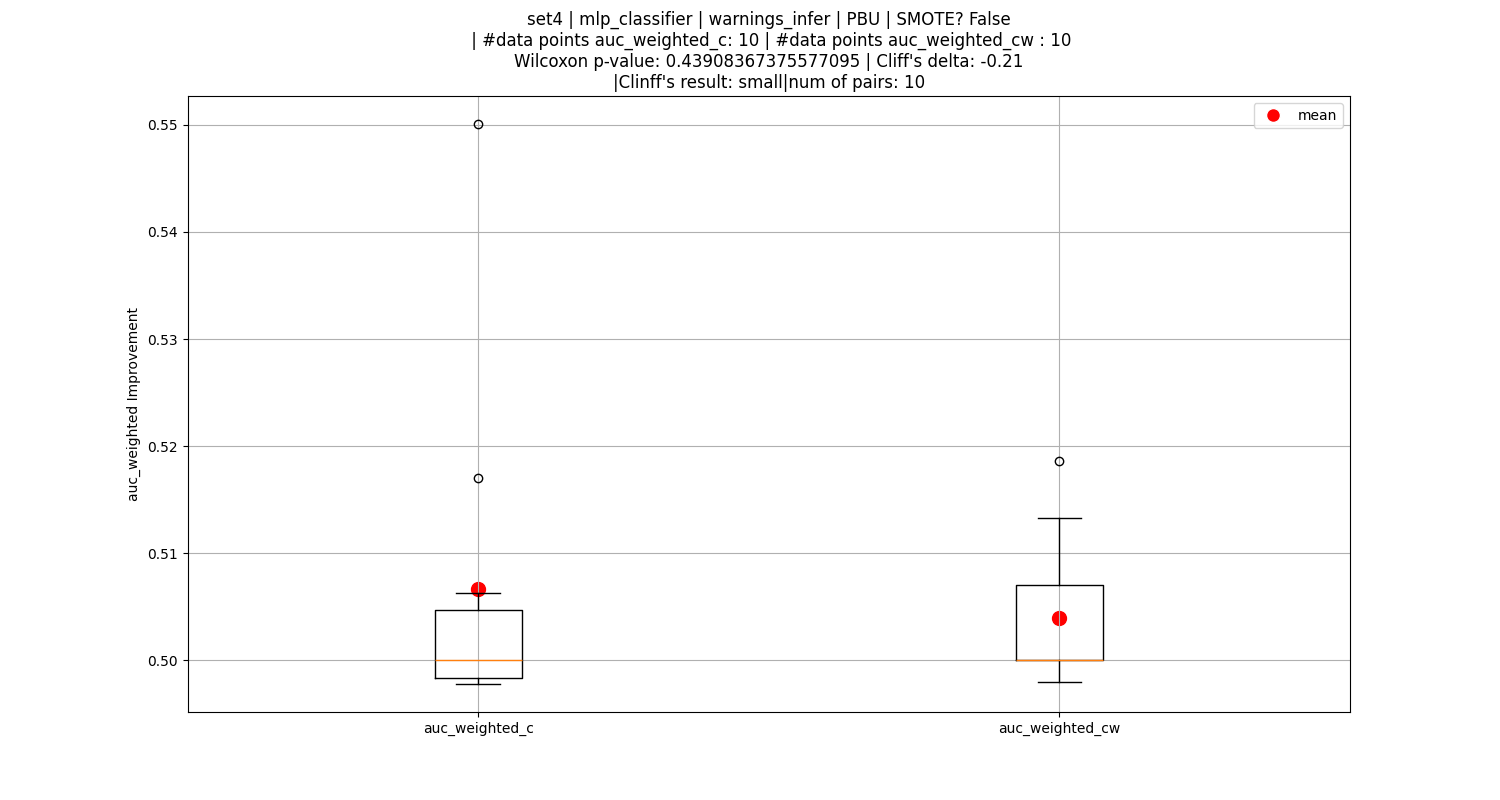 set4 | mlp_classifier | warnings_infer | PBU | SMOTE? False
| #data points auc_weighted_c: 10 | #data points auc_weighted_cw : 10
Wilcoxon p-value: 0.43908367375577095 | Cliff's delta: -0.21
|Clinff's result: small|num of pairs: 10
mean
0.55
0.54
0.53
0.52
0.51
0.50
auc_weighted Improvement
auc_weighted_c
auc_weighted_cw